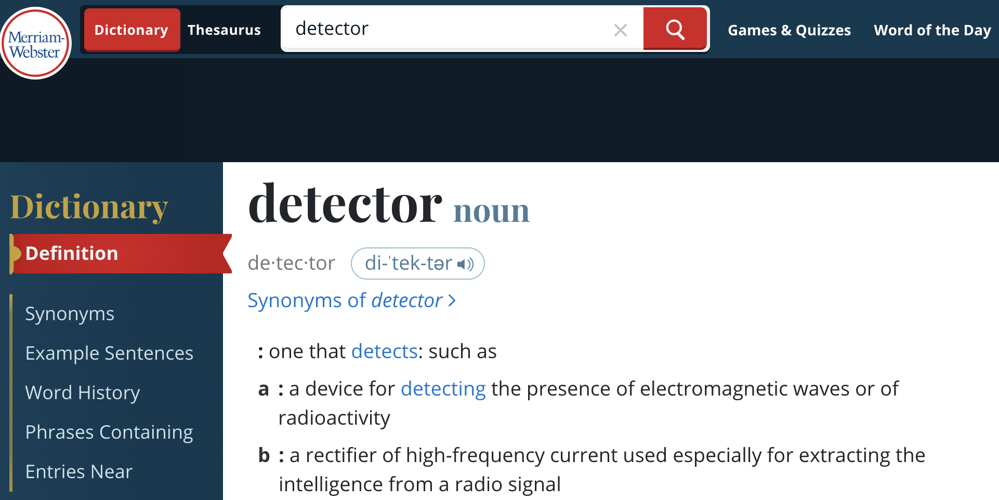 Merriam-
Webster
Dictionary
Thesaurus
detector
Games & Quizzes
Word of the Day
Dictionary
Definition
Synonyms
Example Sentences
Word History
Phrases Containing
Entries Near
detector noun
de·tec·tor di-ˈtek-tər
Synonyms of detector
: one that detects: such as
a : a device for detecting the presence of electromagnetic waves or of
radioactivity
b : a rectifier of high-frequency current used especially for extracting the
intelligence from a radio signal